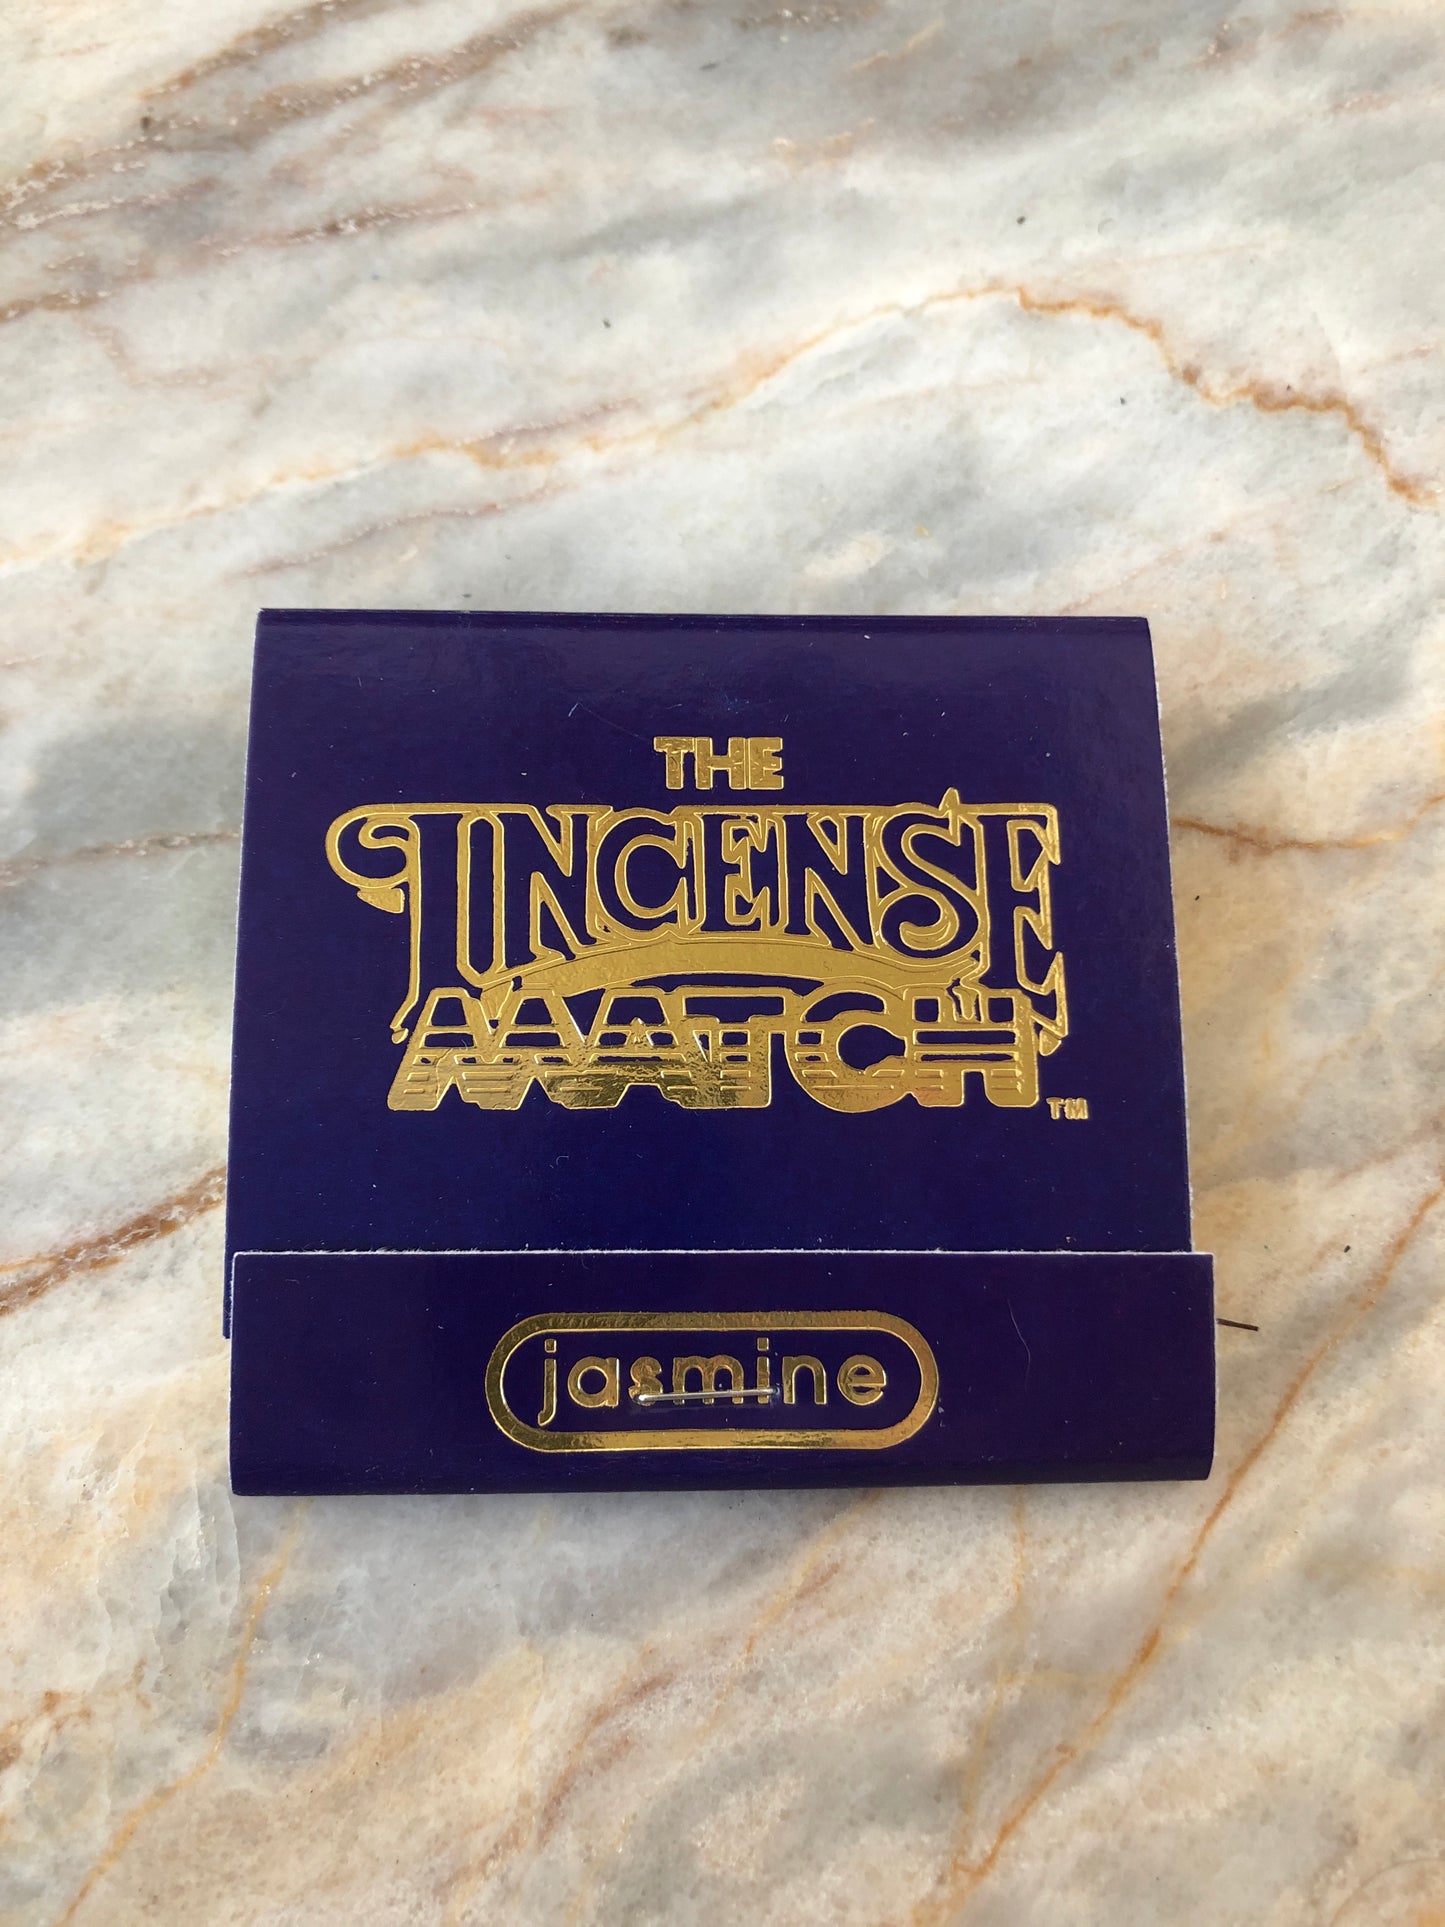 THE
INCENSE
MATCH TM
jasmine